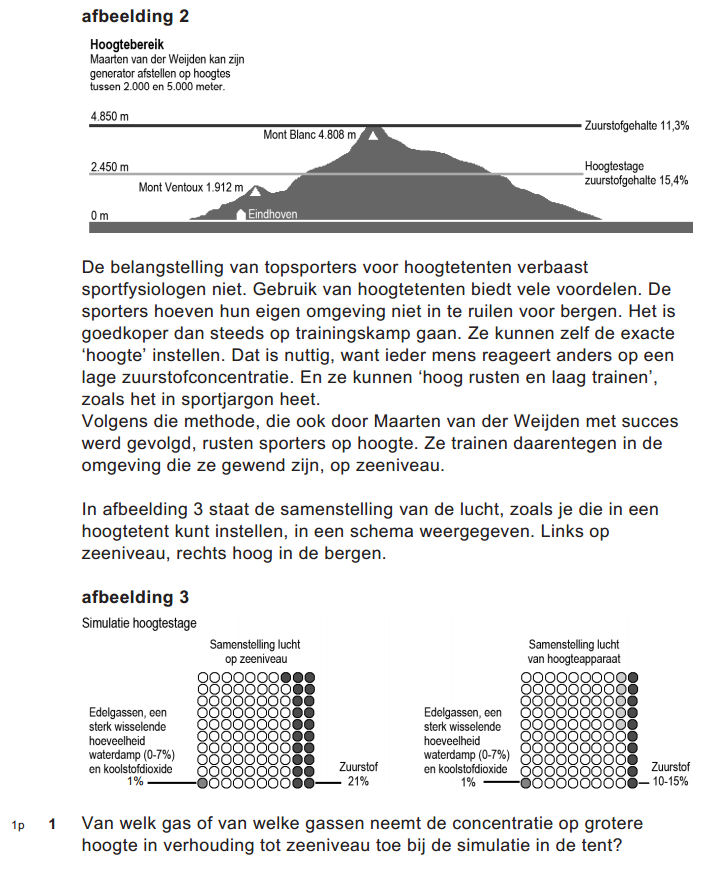 afbeelding 2
Hoogtebereik
Maarten van der Weijden kan zijn
generator afstellen op hoogtes
tussen 2.000 en 5.000 meter.
4.850 m
Zuurstofgehalte 11,3%
Mont Blanc 4.808 m
2.450 m
Hoogtestage
zuurstofgehalte 15,4%
Mont Ventoux 1.912 m
0 m
Eindhoven
De belangstelling van topsporters voor hoogtetenten verbaast
sportfysiologen niet. Gebruik van hoogtetenten biedt vele voordelen. De
sporters hoeven hun eigen omgeving niet in te ruilen voor bergen. Het is
goedkoper dan steeds op trainingskamp gaan. Ze kunnen zelf de exacte
‘hoogte’ instellen. Dat is nuttig, want ieder mens reageert anders op een
lage zuurstofconcentratie. En ze kunnen ‘hoog rusten en laag trainen’,
zoals het in sportjargon heet.
Volgens die methode, die ook door Maarten van der Weijden met succes
werd gevolgd, rusten sporters op hoogte. Ze trainen daarentegen in de
omgeving die ze gewend zijn, op zeeniveau.
In afbeelding 3 staat de samenstelling van de lucht, zoals je die in een
hoogtetent kunt instellen, in een schema weergegeven. Links op
zeeniveau, rechts hoog in de bergen.
afbeelding 3
Simulatie hoogtestage
Samenstelling lucht
op zeeniveau
Edelgassen, een
sterk wisselende
hoeveelheid
waterdamp (0-7%)
en koolstofdioxide
1%
Zuurstof
21%
Samenstelling lucht
van hoogteapparaat
Edelgassen, een
sterk wisselende
hoeveelheid
waterdamp (0-7%)
en koolstofdioxide
1%
Zuurstof
10-15%
1p 1 Van welk gas of van welke gassen neemt de concentratie op grotere
hoogte in verhouding tot zeeniveau toe bij de simulatie in de tent?